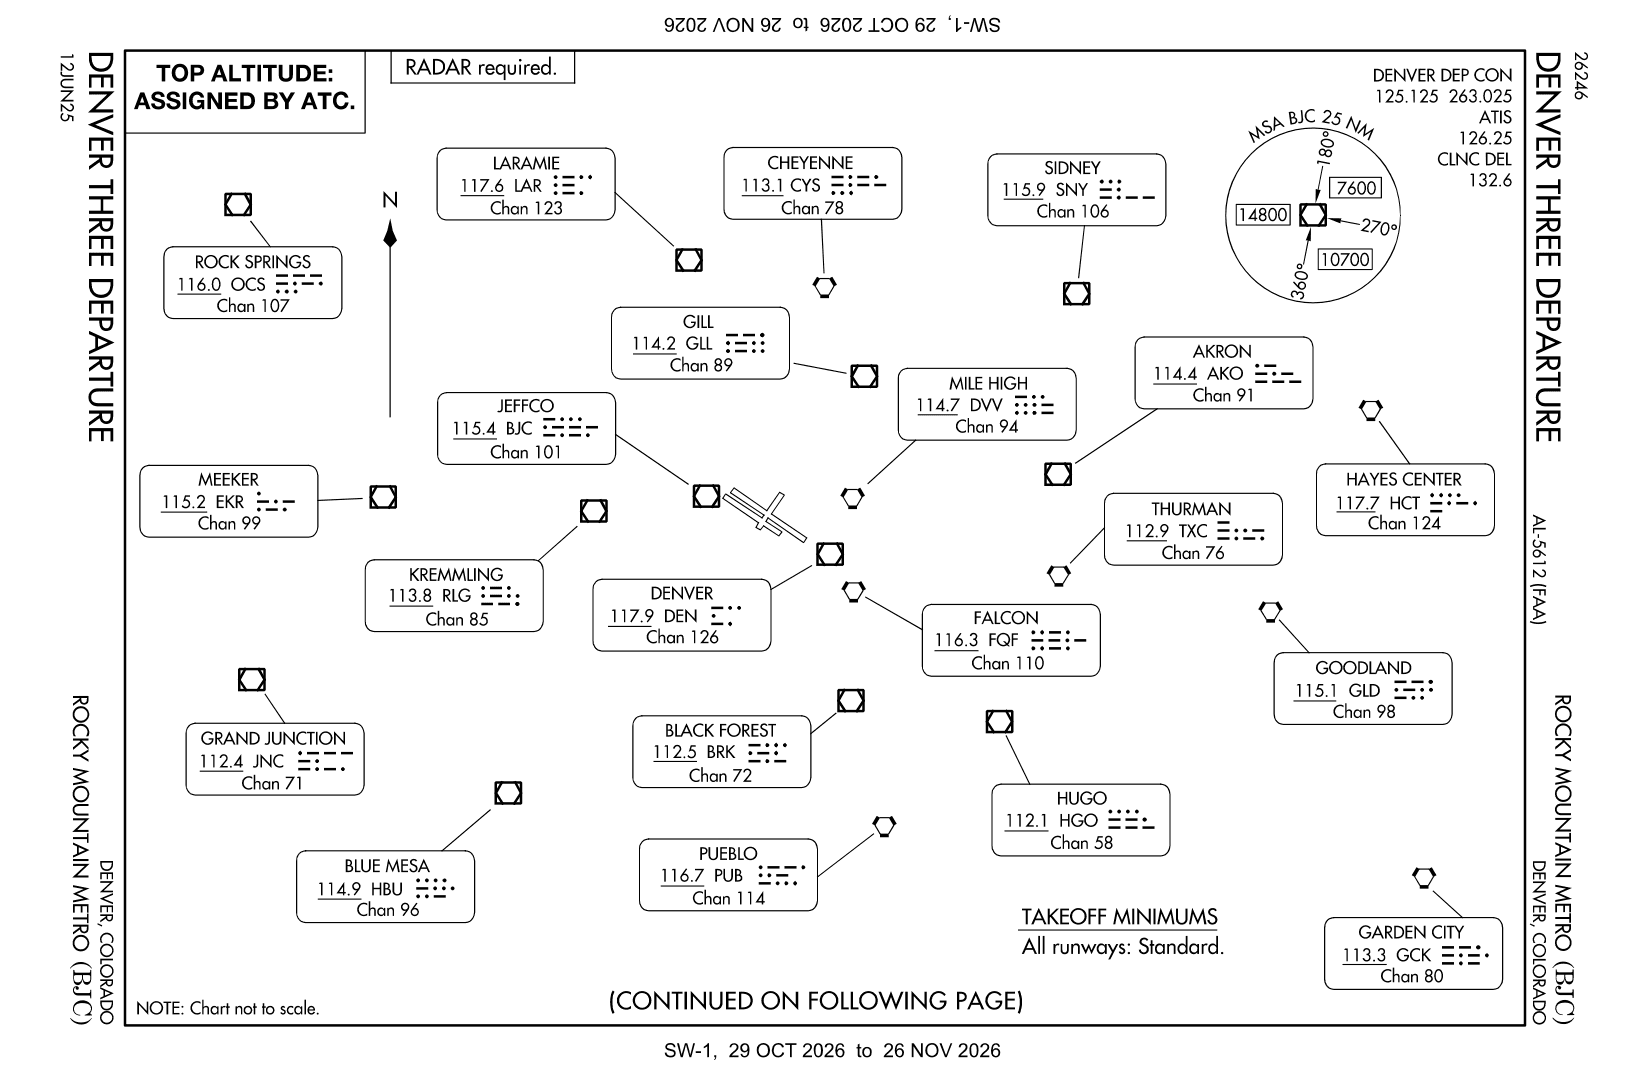 SW-1, 29 OCT 2026 to 26 NOV 2026
DENVER THREE DEPARTURE
12JUN25
TOP ALTITUDE:
ASSIGNED BY ATC.
RADAR required.
DENVER DEP CON
125.125 263.025
ATIS
126.25
CLNC DEL
132.6
26246
DENVER THREE DEPARTURE
MSA BJC 25 NM
180°
7600
14800
270°
10700
360°
N
LARAMIE
117.6 LAR
Chan 123
CHEYENNE
113.1 CYS
Chan 78
SIDNEY
115.9 SNY
Chan 106
ROCK SPRINGS
116.0 OCS
Chan 107
GILL
114.2 GLL
Chan 89
AKRON
114.4 AKO
Chan 91
MILE HIGH
114.7 DVV
Chan 94
JEFFCO
115.4 BJC
Chan 101
MEEKER
115.2 EKR
Chan 99
HAYES CENTER
117.7 HCT
Chan 124
THURMAN
112.9 TXC
Chan 76
KREMMLING
113.8 RLG
Chan 85
DENVER
117.9 DEN
Chan 126
FALCON
116.3 FQF
Chan 110
GOODLAND
115.1 GLD
Chan 98
GRAND JUNCTION
112.4 JNC
Chan 71
BLACK FOREST
112.5 BRK
Chan 72
HUGO
112.1 HGO
Chan 58
BLUE MESA
114.9 HBU
Chan 96
PUEBLO
116.7 PUB
Chan 114
GARDEN CITY
113.3 GCK
Chan 80
TAKEOFF MINIMUMS
All runways: Standard.
NOTE: Chart not to scale.
(CONTINUED ON FOLLOWING PAGE)
AL-5612 (FAA)
ROCKY MOUNTAIN METRO (BJC)
DENVER, COLORADO
ROCKY MOUNTAIN METRO (BJC)
DENVER, COLORADO
SW-1, 29 OCT 2026 to 26 NOV 2026